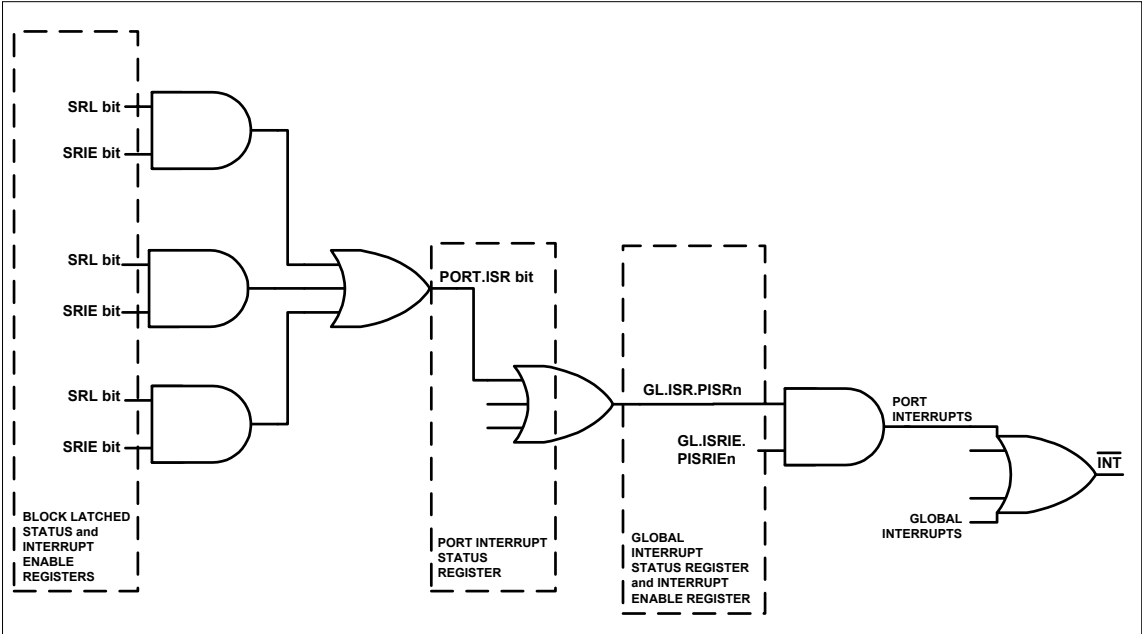 SRL bit
SRIE bit
SRL bit
SRIE bit
SRL bit
SRIE bit
BLOCK LATCHED
STATUS and
INTERRUPT
ENABLE
REGISTERS
PORT.ISR bit
PORT INTERRUPT
STATUS
REGISTER
GL.ISR.PISRn
GL.ISRIE.
PISRIEn
GLOBAL
INTERRUPT
STATUS REGISTER
and INTERRUPT
ENABLE REGISTER
PORT
INTERRUPTS
GLOBAL
INTERRUPTS
INT